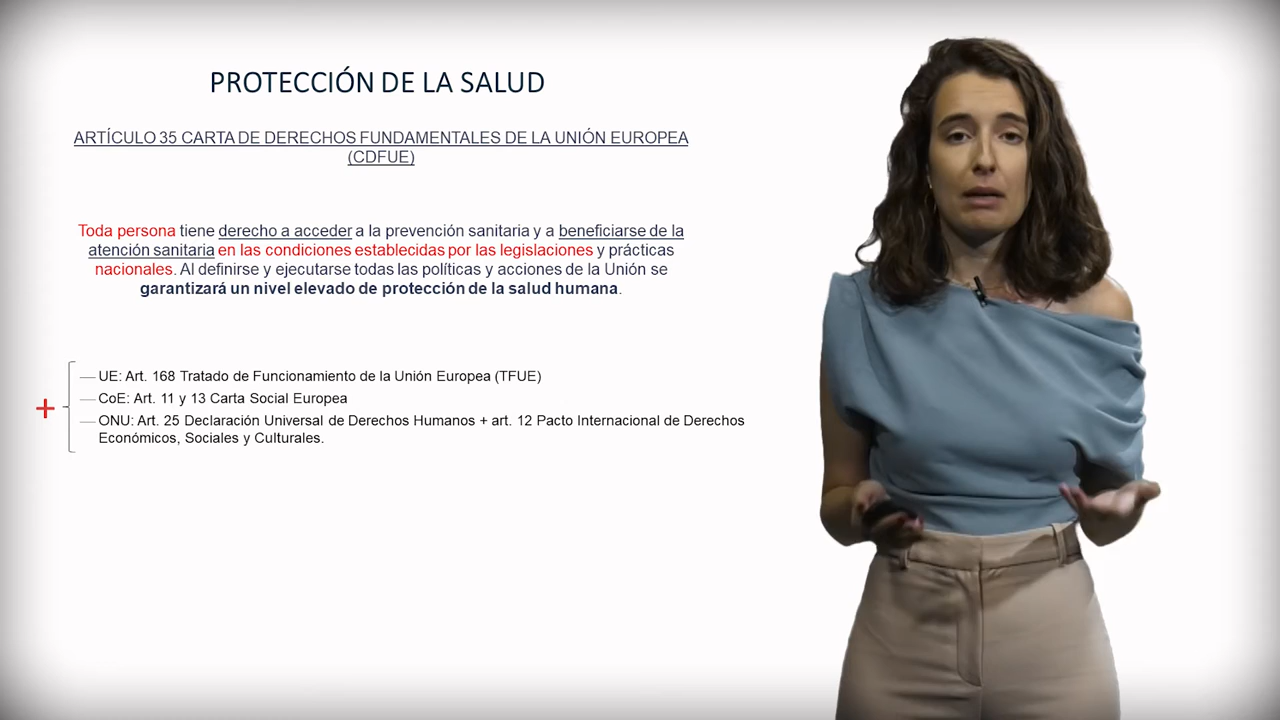 PROTECCIÓN DE LA SALUD
ARTÍCULO 35 CARTA DE DERECHOS FUNDAMENTALES DE LA UNIÓN EUROPEA
(CDFUE)
Toda persona tiene derecho a acceder a la prevención sanitaria y a beneficiarse de la
atención sanitaria en las condiciones establecidas por las legislaciones y prácticas
nacionales. Al definirse y ejecutarse todas las políticas y acciones de la Unión se
garantizará un nivel elevado de protección de la salud humana.
+
UE: Art. 168 Tratado de Funcionamiento de la Unión Europea (TFUE)
CoE: Art. 11 y 13 Carta Social Europea
ONU: Art. 25 Declaración Universal de Derechos Humanos + art. 12 Pacto Internacional de Derechos
Económicos, Sociales y Culturales.